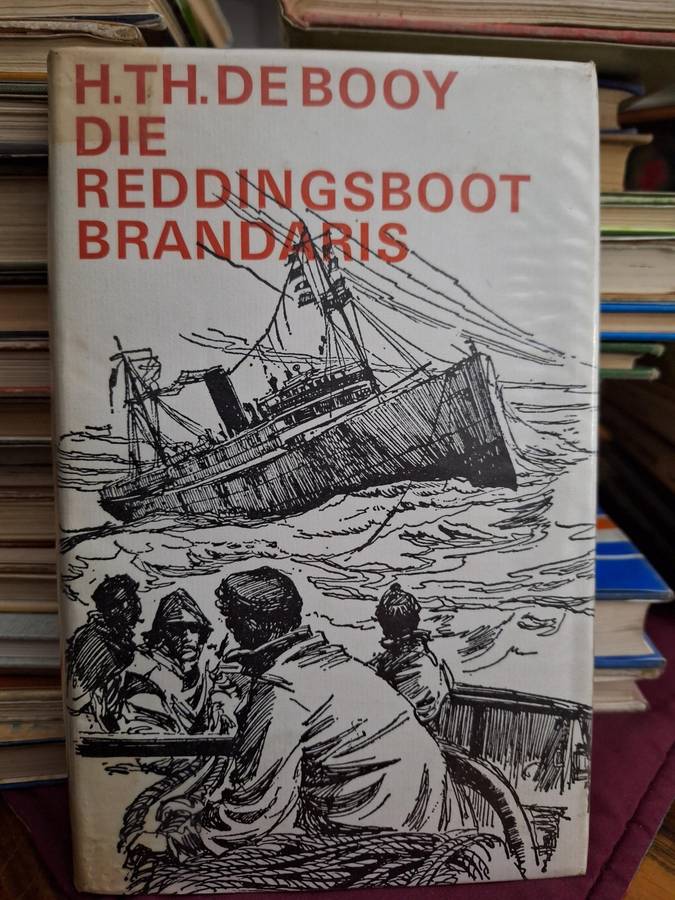 H.TH.DE BOOY
DIE
REDDINGSBOOT
BRANDARIS